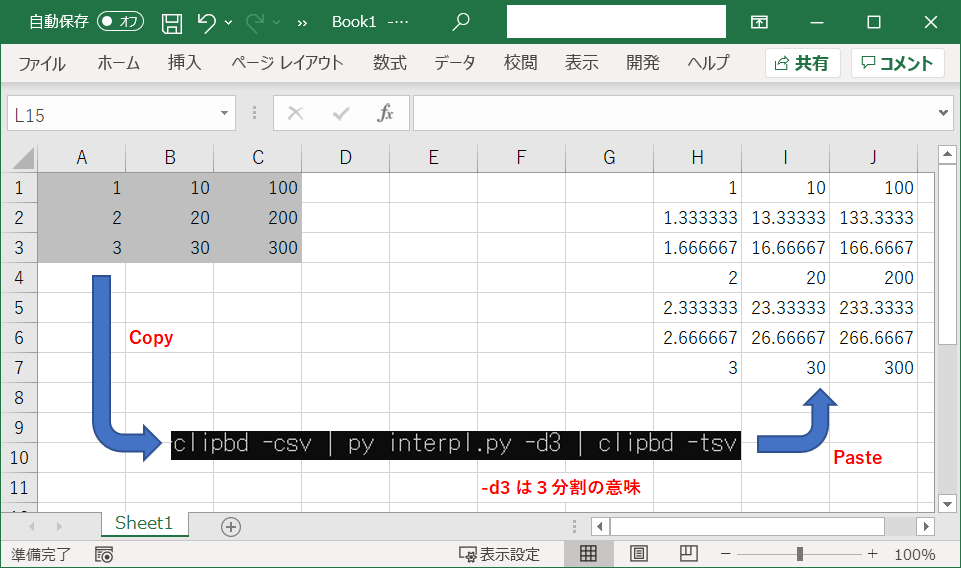 自動保存 オフ Book1 -…
ファイル ホーム 挿入 ページ レイアウト 数式 データ 校閲 表示 開発 ヘルプ 共有 コメント
L15 fx
A B C D E F G H I J
1 1 10 100 1 10 100
2 2 20 200 1.333333 13.33333 133.3333
3 3 30 300 1.666667 16.66667 166.6667
4 2 20 200
5 2.333333 23.33333 233.3333
6 Copy 2.666667 26.66667 266.6667
7 3 30 300
8
9
clipbd -csv | py interpl.py -d3 | clipbd -tsv
10 Paste
11 -d3 は 3 分割の意味
Sheet1
準備完了 表示設定 100%